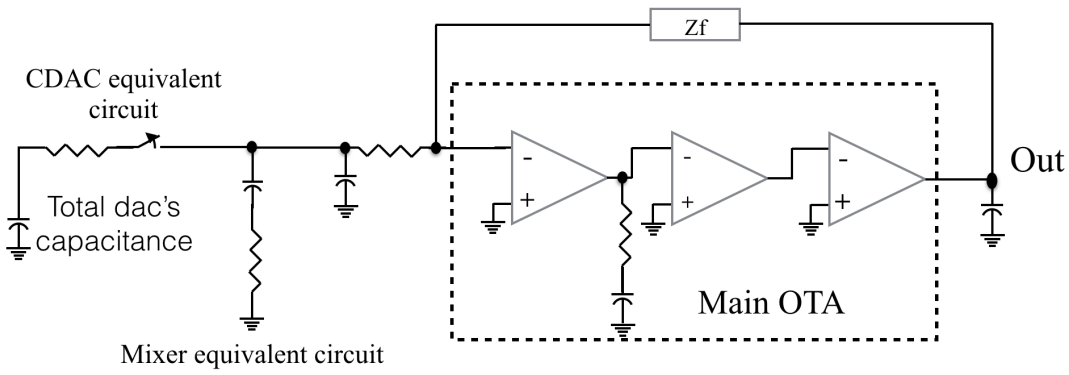 Zf
CDAC equivalent
circuit
-
-
-
Out
+
+
+
Total dac's
capacitance
Main OTA
Mixer equivalent circuit